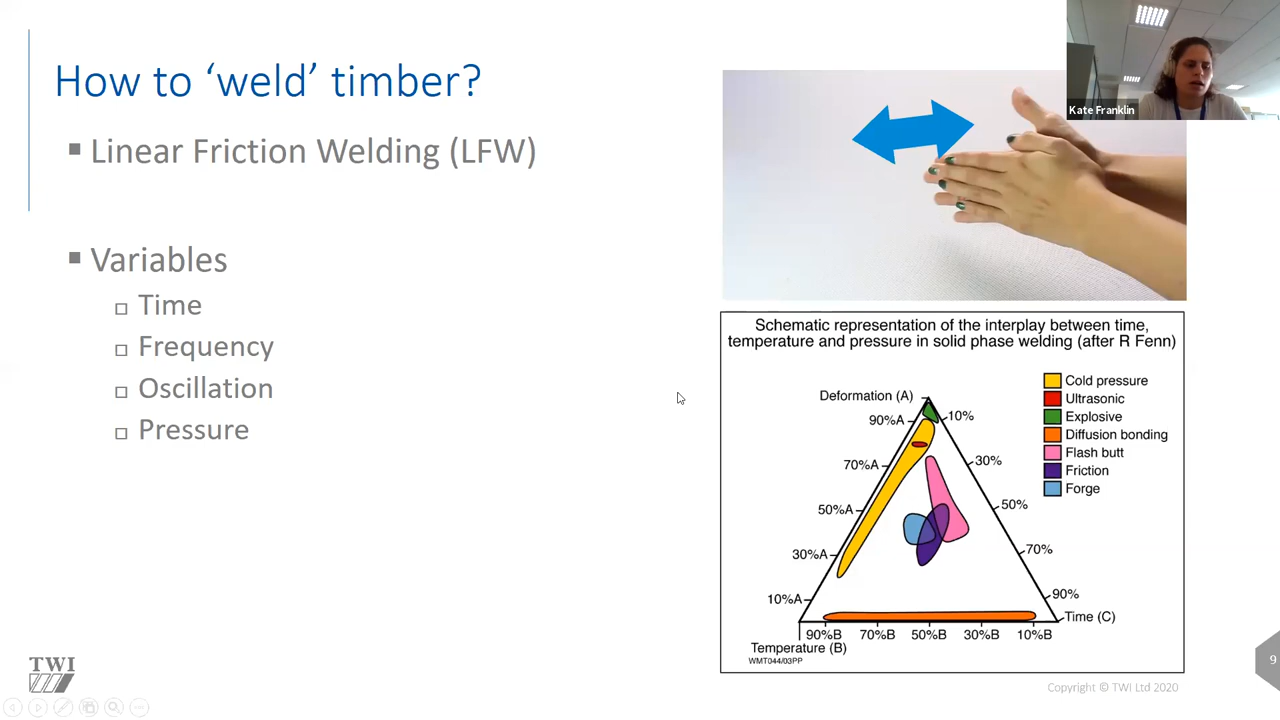 How to ‘weld’ timber?
Linear Friction Welding (LFW)
Variables
Time
Frequency
Oscillation
Pressure
Kate Franklin
Schematic representation of the interplay between time,
temperature and pressure in solid phase welding (after R Fenn)
Cold pressure
Ultrasonic
Explosive
Diffusion bonding
Flash butt
Friction
Forge
Deformation (A)
90%A
10%
70%A
30%
50%A
50%
30%A
70%
10%A
90%
Time (C)
90%B 70%B 50%B 30%B 10%B
Temperature (B)
WMT044/03PP
TWI
9
Copyright © TWI Ltd 2020